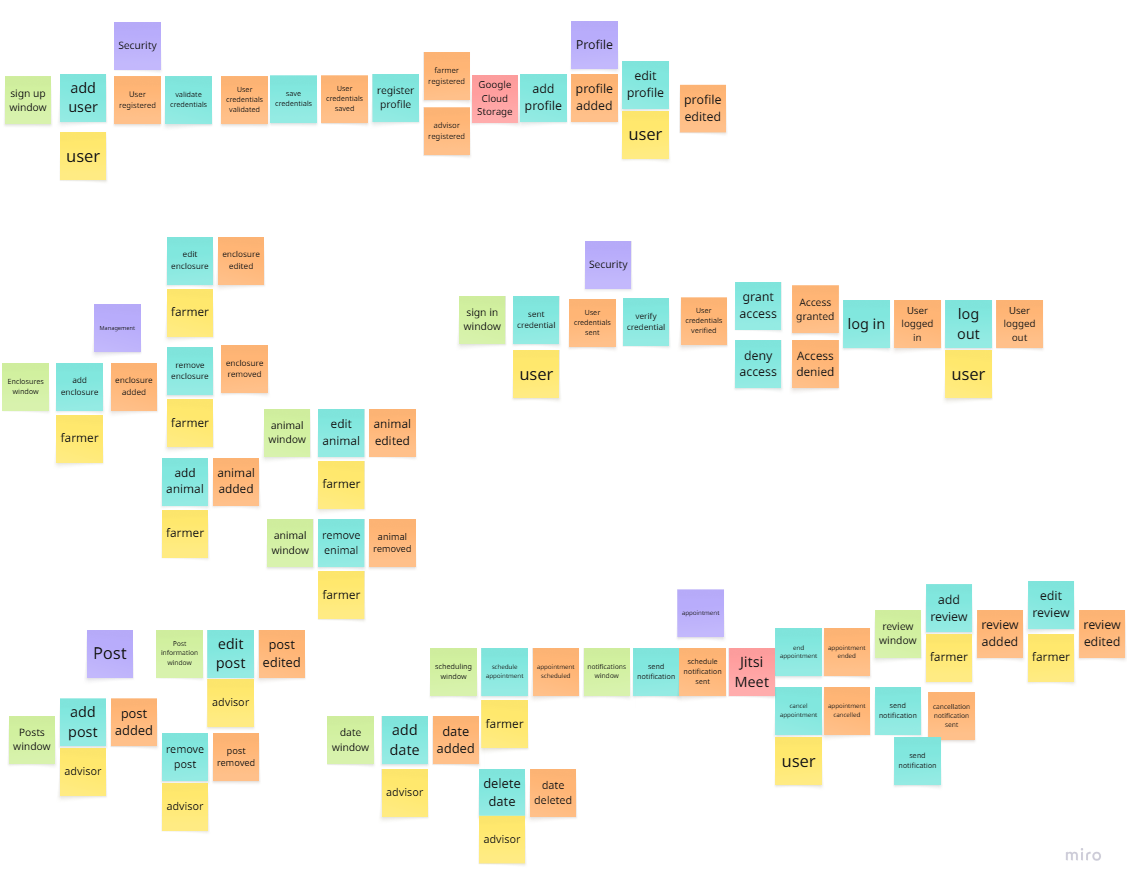 Security
Profile
sign up
window
add
user
User
registered
validate
credentials
User
credentials
validated
save
credentials
User
credentials
saved
register
profile
farmer
registered
advisor
registered
Google
Cloud
Storage
add
profile
profile
added
edit
profile
profile
edited
user
user
edit
enclosure
enclosure
edited
farmer
Management
Enclosures
window
add
enclosure
enclosure
added
farmer
remove
enclosure
enclosure
removed
farmer
animal
window
edit
animal
animal
edited
farmer
add
animal
animal
added
farmer
animal
window
remove
enimal
animal
removed
farmer
Security
sign in
window
sent
credential
User
credentials
sent
verify
credential
User
credentials
verified
grant
access
Access
granted
deny
access
Access
denied
log in
User
logged
in
log
out
User
logged
out
user
user
Post
Post
information
window
edit
post
post
edited
advisor
Posts
window
add
post
post
added
advisor
remove
post
post
removed
advisor
appointment
scheduling
window
schedule
appointment
appointment
scheduled
notifications
window
send
notification
schedule
notification
sent
Jitsi
Meet
farmer
date
window
add
date
date
added
advisor
delete
date
date
deleted
advisor
end
appointment
appointment
ended
review
window
add
review
review
added
farmer
edit
review
review
edited
farmer
cancel
appointment
appointment
cancelled
send
notification
cancellation
notification
sent
user
send
notification
miro